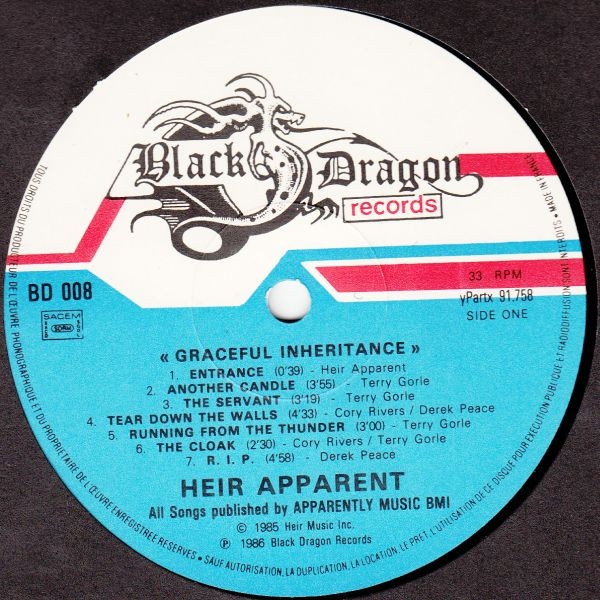 Black Dragon
records
BD 008
33 RPM
yPartx 91.758
SIDE ONE
SACEM
« GRACEFUL INHERITANCE »
1. ENTRANCE (0'39) - Heir Apparent
2. ANOTHER CANDLE (3'55) - Terry Gorle
3. THE SERVANT (3'19) - Terry Gorle
4. TEAR DOWN THE WALLS (4'33) - Cory Rivers / Derek Peace
5. RUNNING FROM THE THUNDER (3'00) - Terry Gorle
6. THE CLOAK (2'30) - Cory Rivers / Terry Gorle
7. R. I. P. (4'58) - Derek Peace
HEIR APPARENT
All Songs published by APPARENTLY MUSIC BMI
© 1985 Heir Music Inc.
℗ 1986 Black Dragon Records
TOUS DROITS DU PRODUCTEUR DE L'ŒUVRE PHONOGRAPHIQUE ET DU PROPRIETAIRE DE L'ŒUVRE ENREGISTREE RESERVES • SAUF AUTORISATION, LA DUPLICATION, LA LOCATION, LE PRET, L'UTILISATION DE CE DISQUE POUR EXECUTION PUBLIQUE ET RADIODIFFUSION SONT INTERDITS • MADE IN FRANCE